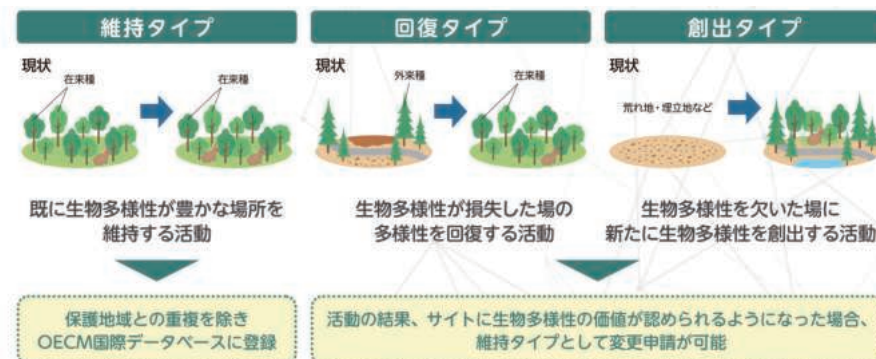 維持タイプ
現状
在来種
在来種
既に生物多様性が豊かな場所を
維持する活動
保護地域との重複を除き
OECM国際データベースに登録
回復タイプ
現状
外来種
在来種
生物多様性が損失した場の
多様性を回復する活動
創出タイプ
現状
荒れ地・埋立地など
生物多様性を欠いた場に
新たに生物多様性を創出する活動
活動の結果、サイトに生物多様性の価値が認められるようになった場合、
維持タイプとして変更申請が可能